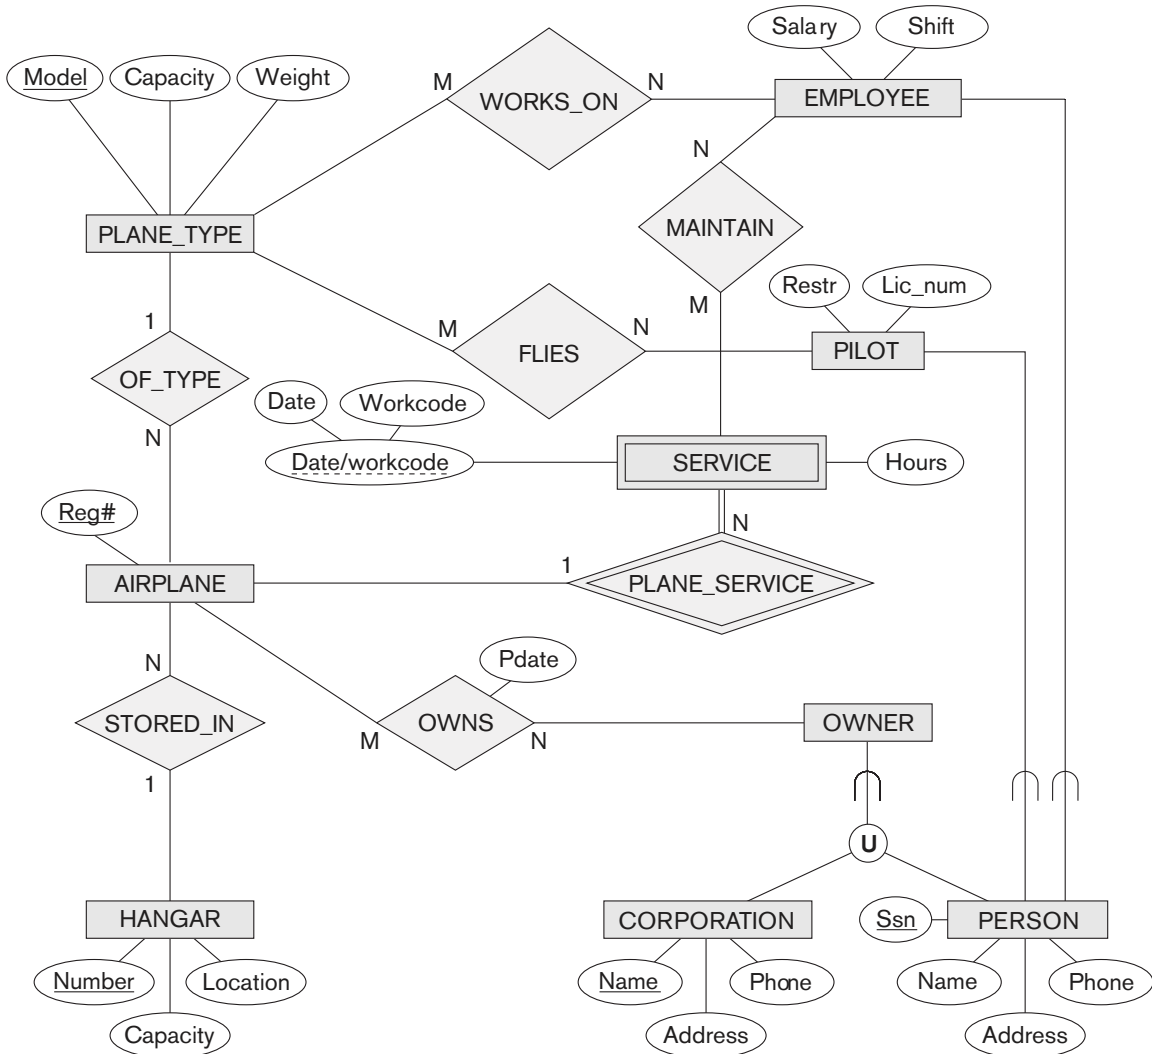 Salary
Shift
Model
Capacity
Weight
M
WORKS_ON
N
EMPLOYEE
N
PLANE_TYPE
MAINTAIN
Restr
Lic_num
M
1
M
FLIES
N
PILOT
OF_TYPE
Date
Workcode
N
Date/workcode
SERVICE
Hours
Reg#
N
AIRPLANE
1
PLANE_SERVICE
N
Pdate
STORED_IN
M
OWNS
N
OWNER
1
U
HANGAR
CORPORATION
Ssn
PERSON
Number
Location
Name
Phone
Name
Phone
Capacity
Address
Address